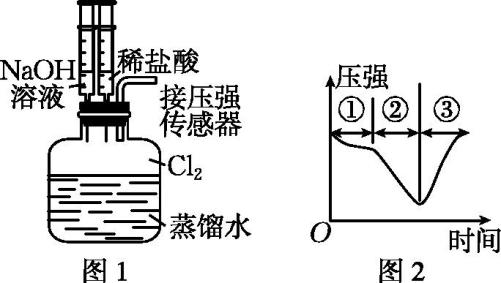 NaOH
溶液
稀盐酸
接压强
传感器
Cl₂
蒸馏水
图1
压强
① ② ③
O
时间
图2